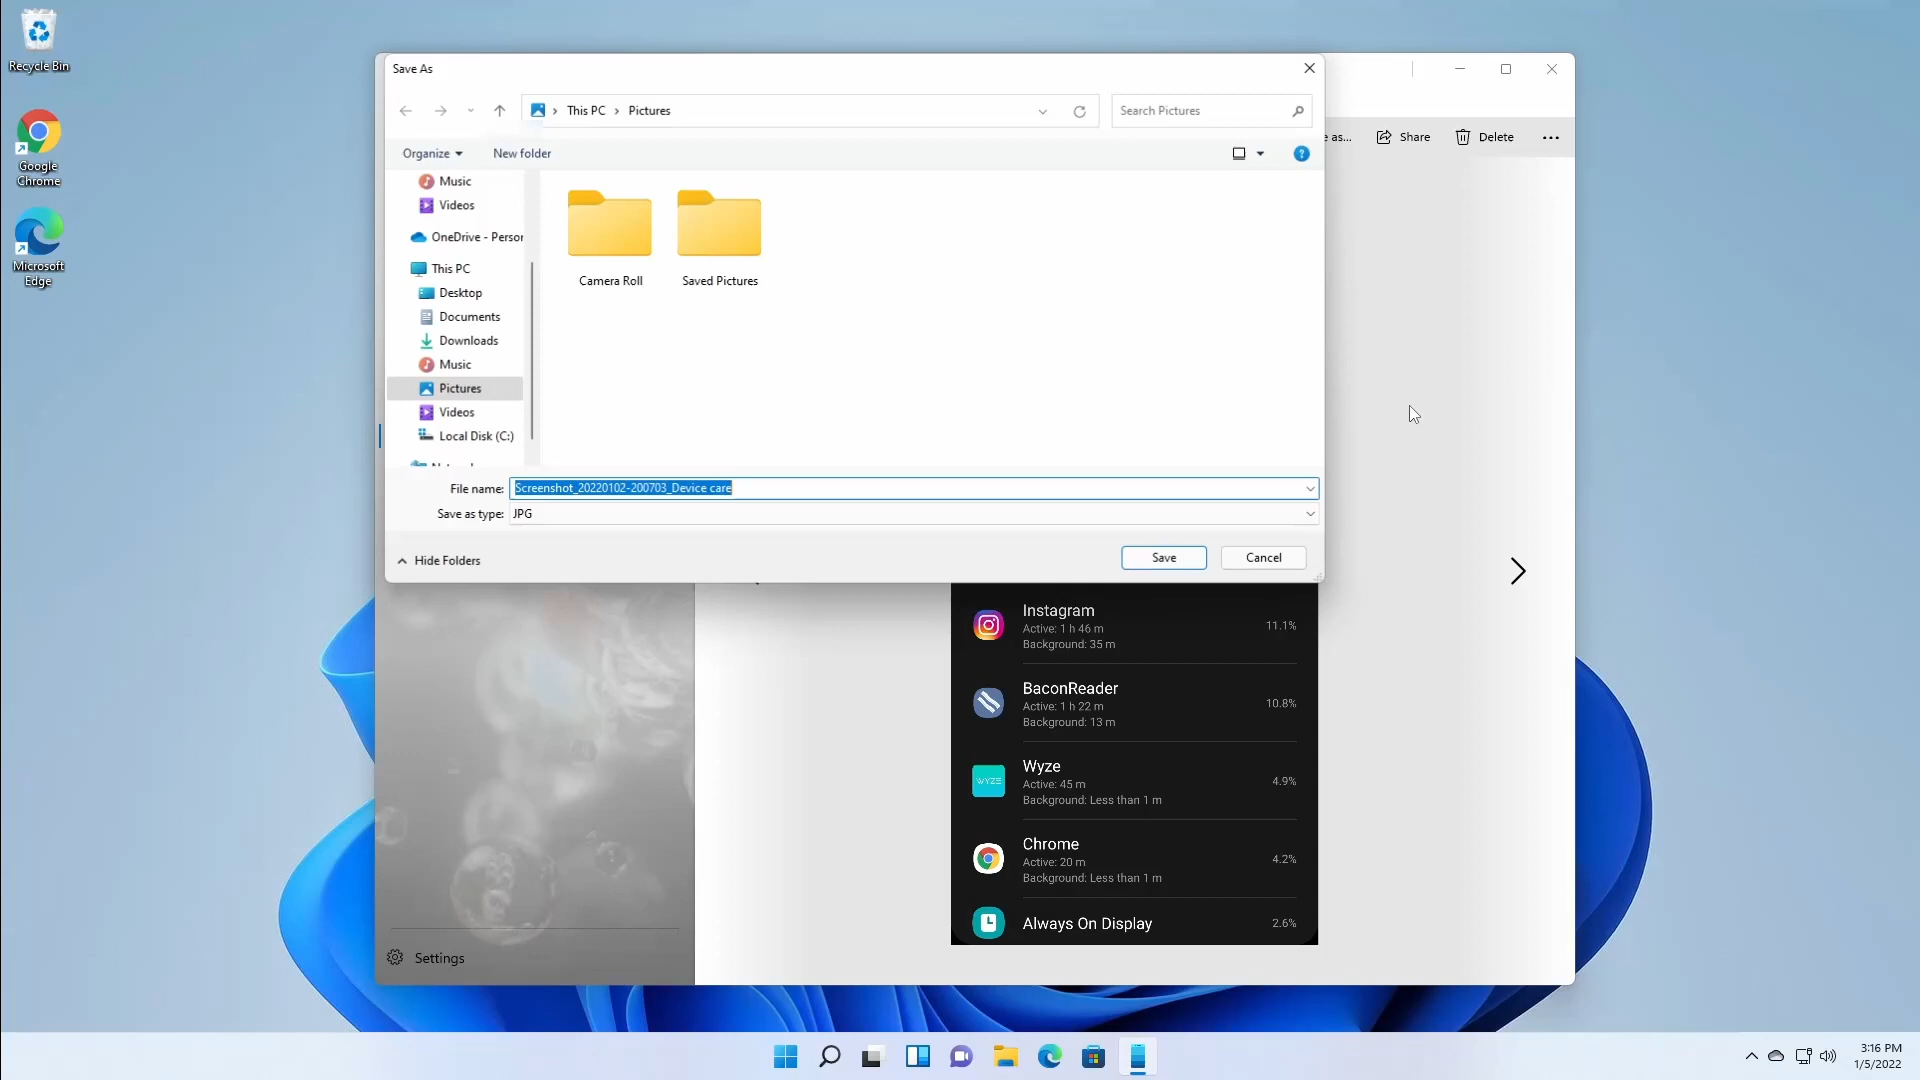 Recycle Bin
Google
Chrome
Microsoft
Edge
Save As
This PC
Pictures
Search Pictures
Organize
New folder
e as...
Share
Delete
Music
Videos
OneDrive - Person
This PC
Desktop
Documents
Downloads
Music
Pictures
Videos
Local Disk (C:)
Camera Roll
Saved Pictures
File name:
Screenshot_20220102-200703_Device care
Save as type:
JPG
Hide Folders
Save
Cancel
Instagram
Active: 1 h 46 m
Background: 35 m
11.1%
BaconReader
Active: 1 h 22 m
Background: 13 m
10.8%
WYZE
Wyze
Active: 45 m
Background: Less than 1 m
4.9%
Chrome
Active: 20 m
Background: Less than 1 m
4.2%
Always On Display
2.6%
Settings
3:16 PM
1/5/2022